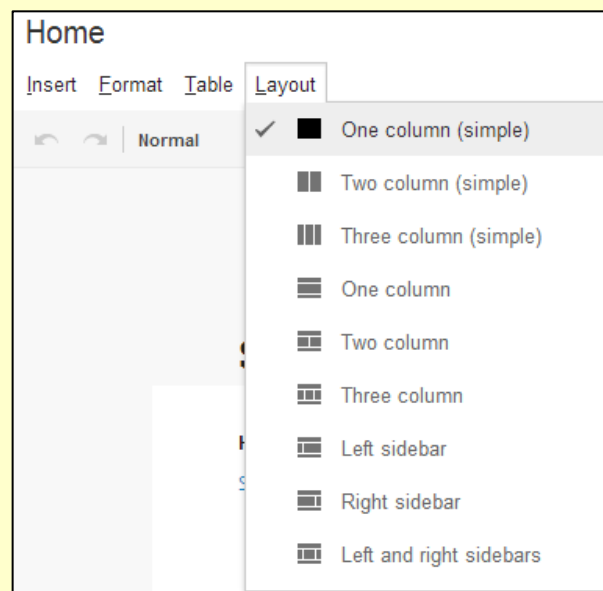 Home
Insert Format Table Layout
Normal
One column (simple)
Two column (simple)
Three column (simple)
One column
Two column
Three column
Left sidebar
Right sidebar
Left and right sidebars